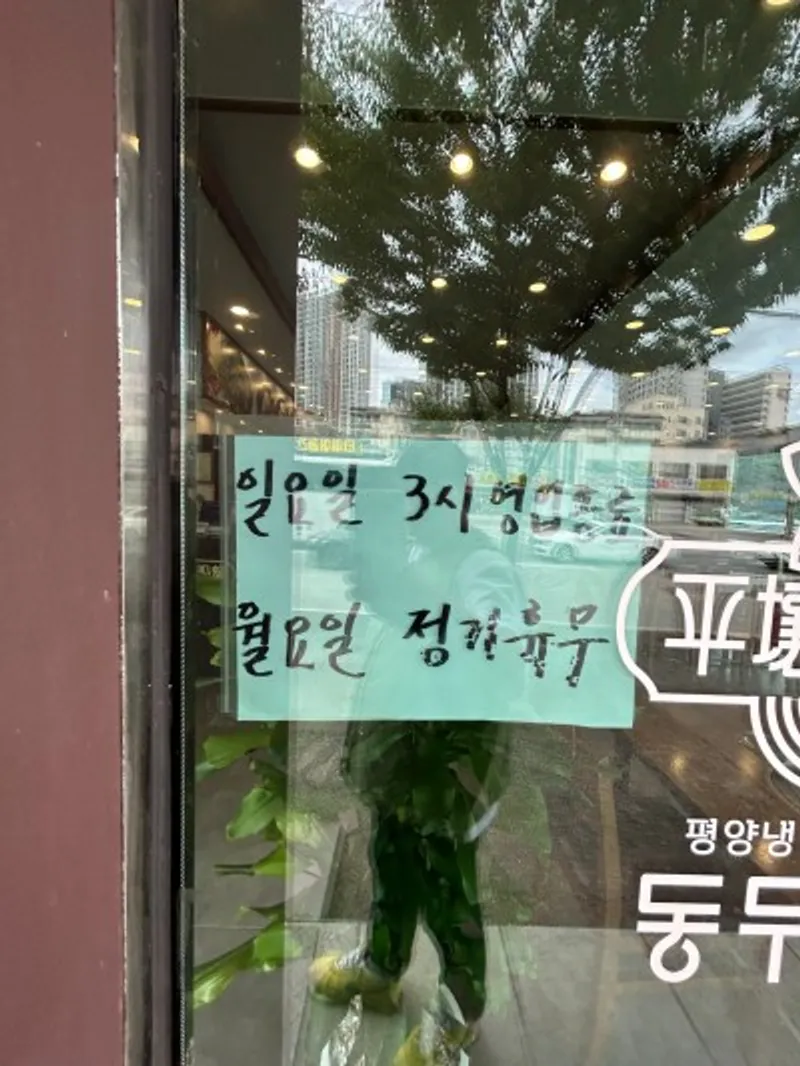 일요일 3시 영업종료
월요일 정기휴무
平壤
평양냉
동무